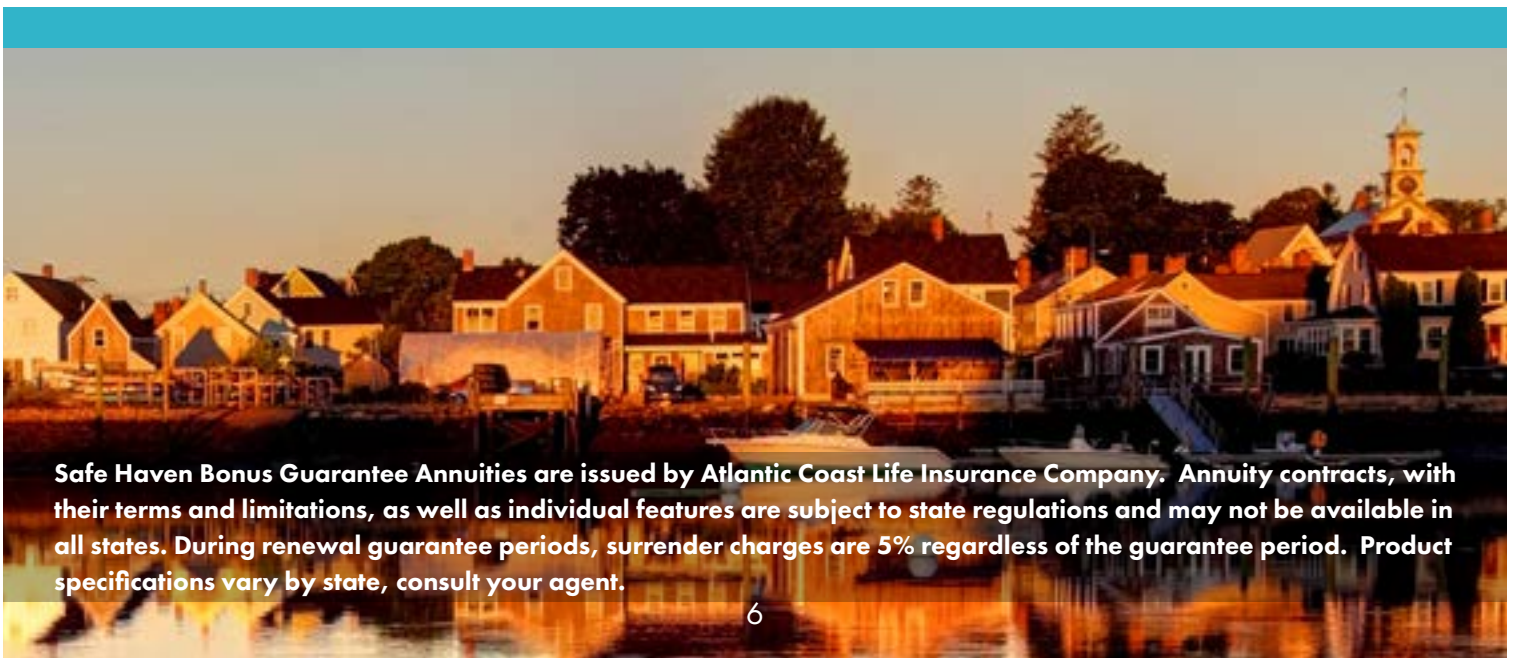 Safe Haven Bonus Guarantee Annuities are issued by Atlantic Coast Life Insurance Company.  Annuity contracts, with
their terms and limitations, as well as individual features are subject to state regulations and may not be available in
all states. During renewal guarantee periods, surrender charges are 5% regardless of the guarantee period.  Product
specifications vary by state, consult your agent.
6